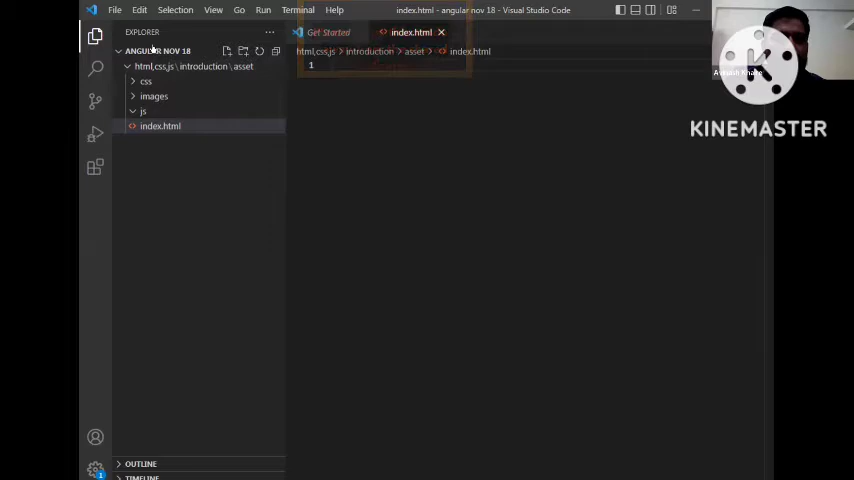 File Edit Selection View Go Run Terminal Help
index.html - angular nov 18 - Visual Studio Code
EXPLORER
Get Started
index.html
ANGULAR NOV 18
html,css,js > introduction > asset > index.html
html,css,js \ introduction \ asset
1
css
images
js
index.html
KINEMASTER
OUTLINE
TIMELINE
1